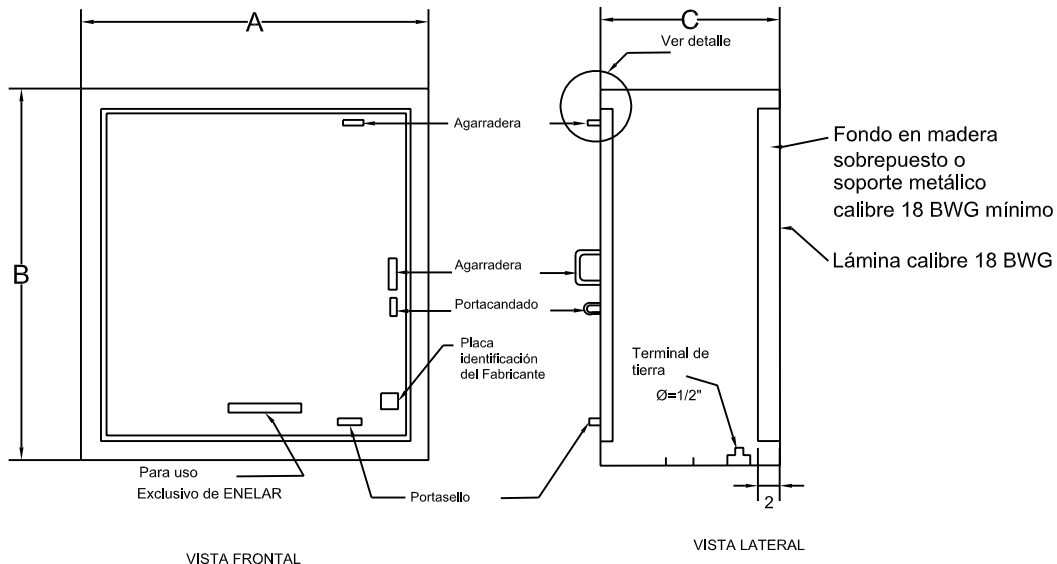 A
C
Ver detalle
Agarradera
Fondo en madera
sobrepuesto o
soporte metálico
calibre 18 BWG mínimo
B
Agarradera
Lámina calibre 18 BWG
Portacandado
Placa
identificación
del Fabricante
Terminal de
tierra
Ø=1/2"
Para uso
Exclusivo de ENELAR
Portasello
2
VISTA FRONTAL
VISTA LATERAL